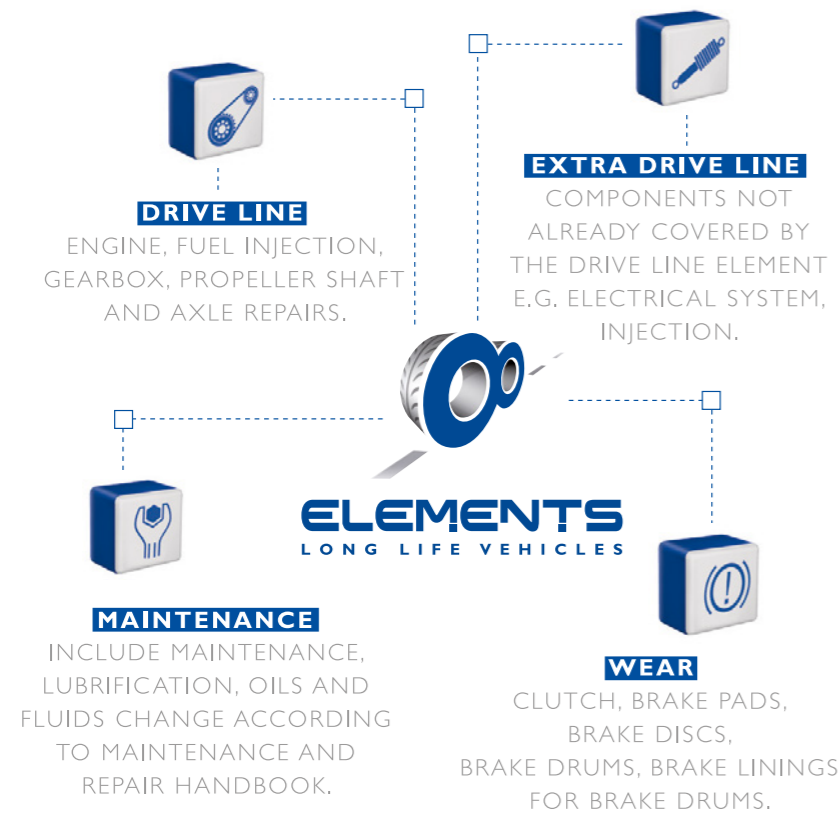 DRIVE LINE
ENGINE, FUEL INJECTION,
GEARBOX, PROPELLER SHAFT
AND AXLE REPAIRS.
EXTRA DRIVE LINE
COMPONENTS NOT
ALREADY COVERED BY
THE DRIVE LINE ELEMENT
E.G. ELECTRICAL SYSTEM,
INJECTION.
ELEMENTS
LONG LIFE VEHICLES
MAINTENANCE
INCLUDE MAINTENANCE,
LUBRIFICATION, OILS AND
FLUIDS CHANGE ACCORDING
TO MAINTENANCE AND
REPAIR HANDBOOK.
WEAR
CLUTCH, BRAKE PADS,
BRAKE DISCS,
BRAKE DRUMS, BRAKE LININGS
FOR BRAKE DRUMS.